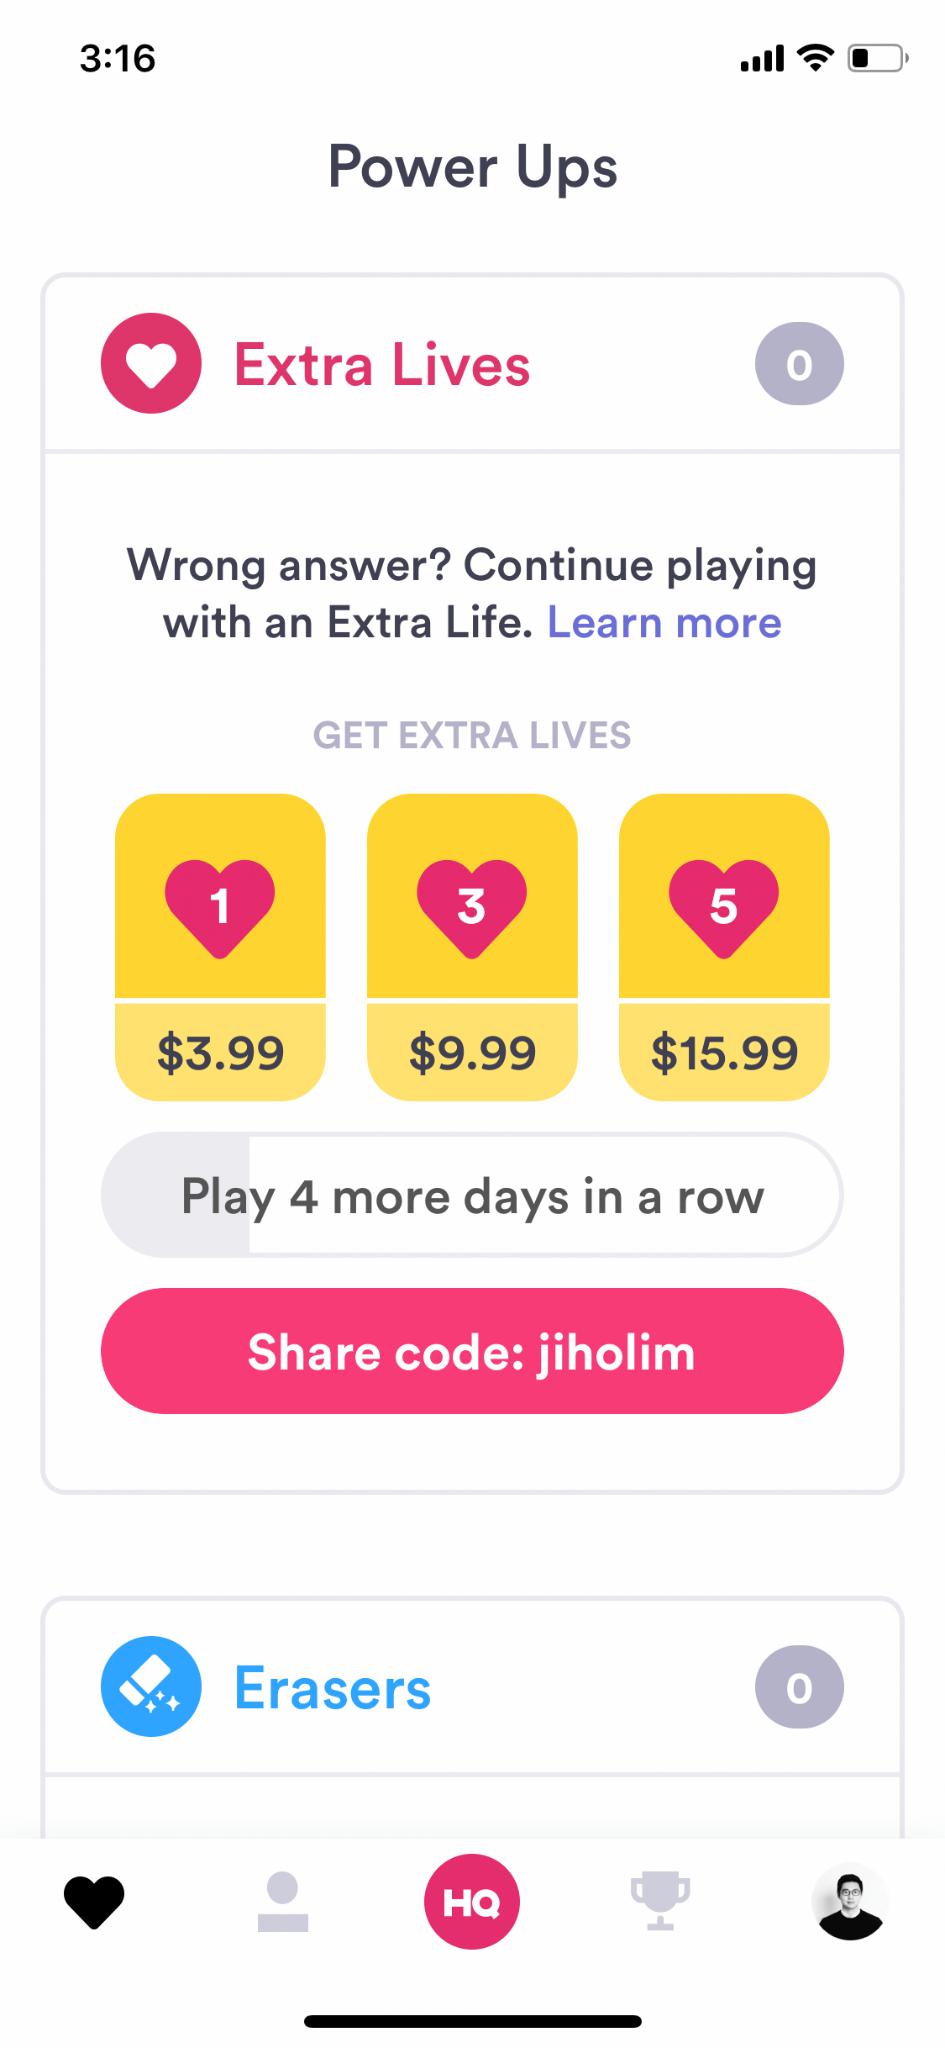 3:16
Power Ups
Extra Lives
0
Wrong answer? Continue playing
with an Extra Life. Learn more
GET EXTRA LIVES
1
3
5
$3.99
$9.99
$15.99
Play 4 more days in a row
Share code: jiholim
Erasers
0
HQ